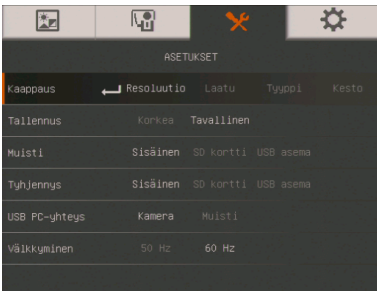 ASETUKSET
Kaappaus Resoluutio Laatu Tyyppi Kesto
Tallennus Korkea Tavallinen
Muisti Sisäinen SD kortti USB asema
Tyhjennys Sisäinen SD kortti USB asema
USB PC-yhteys Kamera Muisti
Välkkyminen 50 Hz 60 Hz